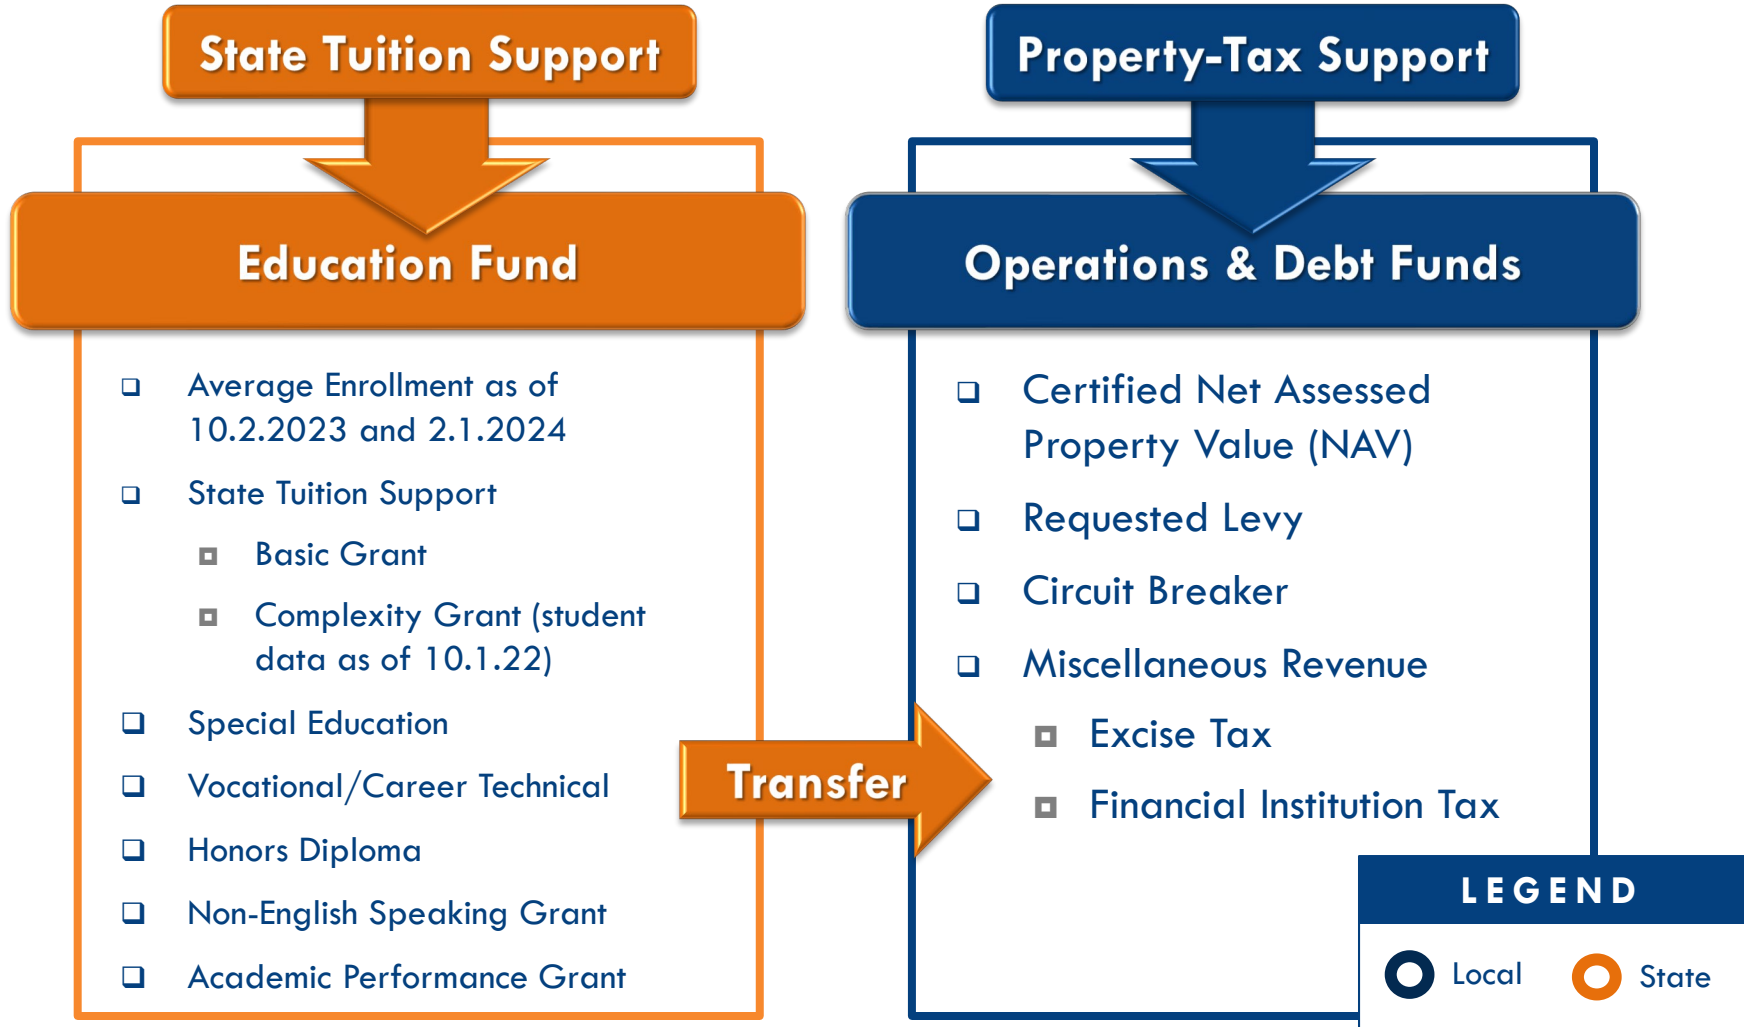 State Tuition Support
Education Fund
Average Enrollment as of
10.2.2023 and 2.1.2024
State Tuition Support
Basic Grant
Complexity Grant (student
data as of 10.1.22)
Special Education
Vocational/Career Technical
Honors Diploma
Non-English Speaking Grant
Academic Performance Grant
Transfer
Property-Tax Support
Operations & Debt Funds
Certified Net Assessed
Property Value (NAV)
Requested Levy
Circuit Breaker
Miscellaneous Revenue
Excise Tax
Financial Institution Tax
LEGEND
Local
State